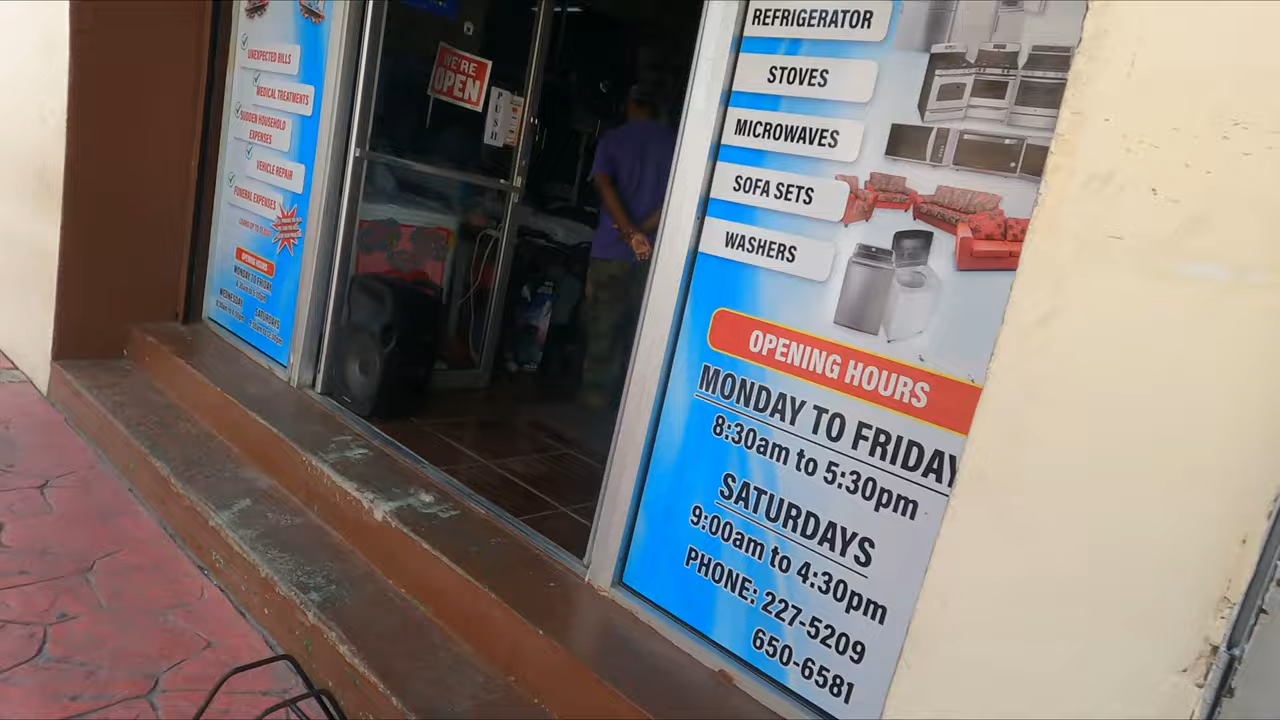 UNEXPECTED BILLS
MEDICAL TREATMENTS
SUDDEN HOUSEHOLD
EXPENSES
VEHICLE REPAIR
FUNERAL EXPENSES
OPENING HOURS
MONDAY TO FRIDAY
WEDNESDAY
SATURDAYS
WE'RE
OPEN
PUSH
REFRIGERATOR
STOVES
MICROWAVES
SOFA SETS
WASHERS
OPENING HOURS
MONDAY TO FRIDAY
8:30am to 5:30pm
SATURDAYS
9:00am to 4:30pm
PHONE: 227-5209
650-6581